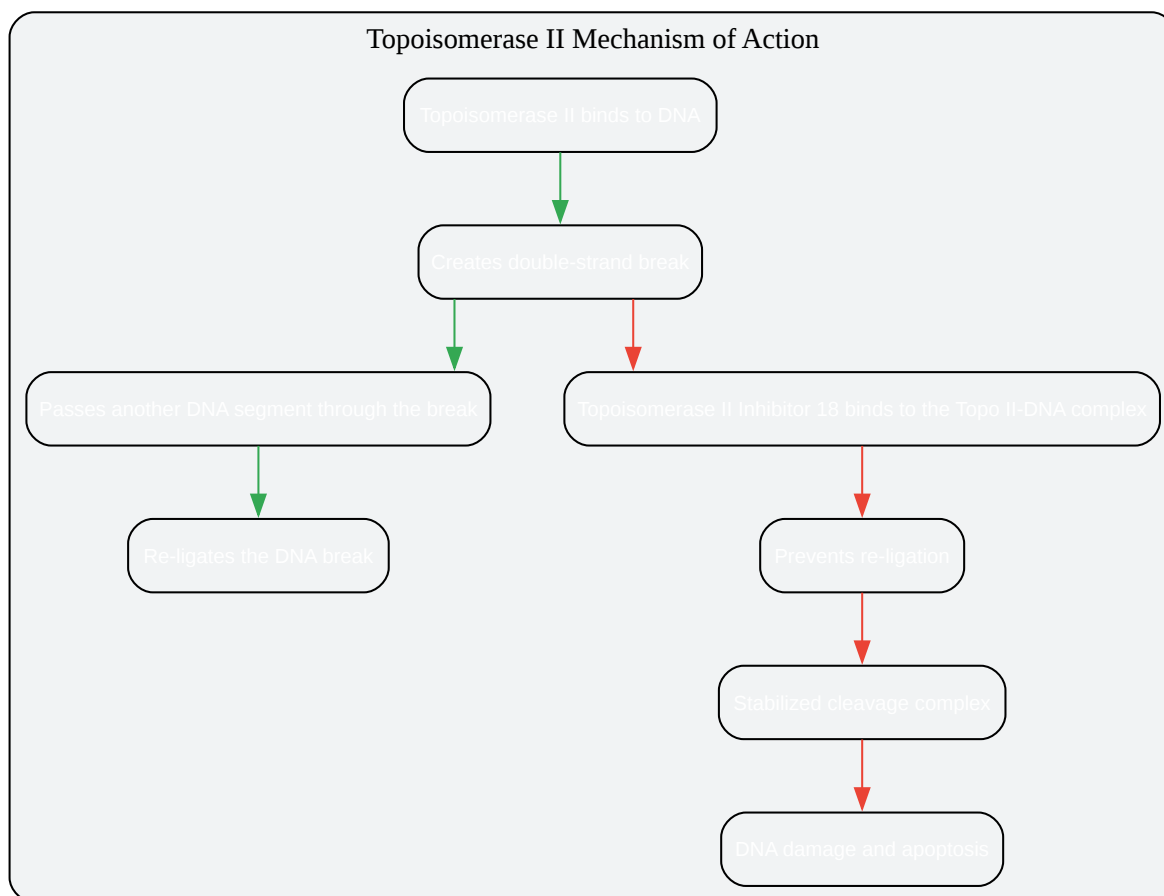 Topoisomerase II Mechanism of Action
Topoisomerase II binds to DNA
Creates double-strand break
Passes another DNA segment through the break
Topoisomerase II Inhibitor 18 binds to the Topo II-DNA complex
Re-ligates the DNA break
Prevents re-ligation
Stabilized cleavage complex
DNA damage and apoptosis